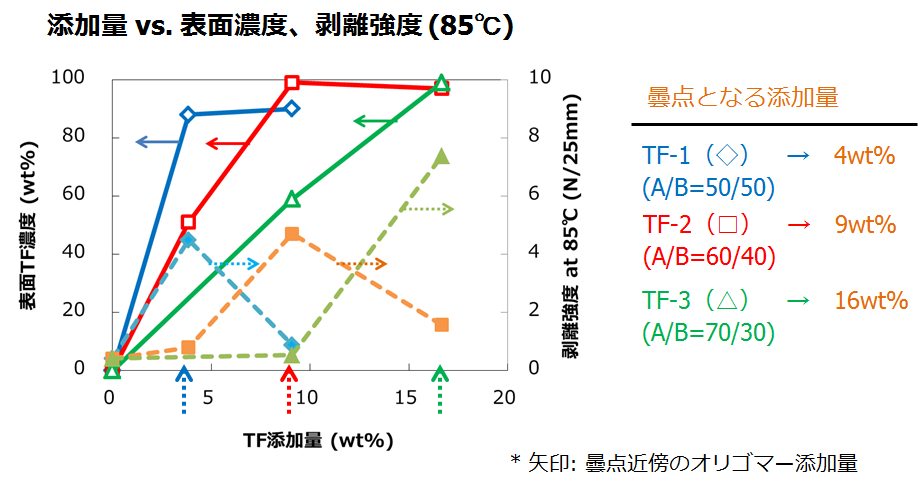 添加量 vs. 表面濃度、剥離強度 (85℃)
100
80
60
40
20
0
表面TF濃度 (wt%)
10
8
6
4
2
0
剥離強度 at 85℃ (N/25mm)
0
5
10
15
20
TF添加量 (wt%)
曇点となる添加量
TF-1（◇） → 4wt%
(A/B=50/50)
TF-2（□） → 9wt%
(A/B=60/40)
TF-3（△） → 16wt%
(A/B=70/30)
* 矢印: 曇点近傍のオリゴマー添加量